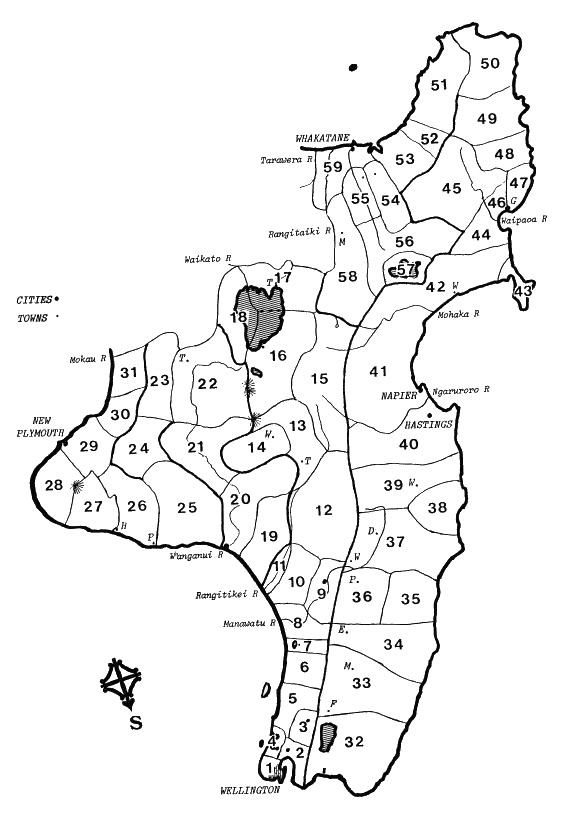 50
51
49
52
WHAKATANE
48
53
Tarawera R
59
47
45
55
54
46
G
Waipaoa R
44
Rangitaiki R
M
56
Waikato R
57
58
T
17
42
W
43
CITIES
18
TOWNS
Mohaka R
16
Mokau R
T.
31
23
22
15
41
NAPIER
Ngaruroro R
30
NEW
PLYMOUTH
HASTINGS
29
24
21
13
W.
14
40
T
28
27
26
25
20
39
W.
38
12
H
P.
19
D.
37
Wanganui R
11
W
10
9
P.
36
35
Rangitikei R
Manawatu R
8
E.
7
34
6
M.
33
5
F
S
3
4
2
32
1
WELLINGTON